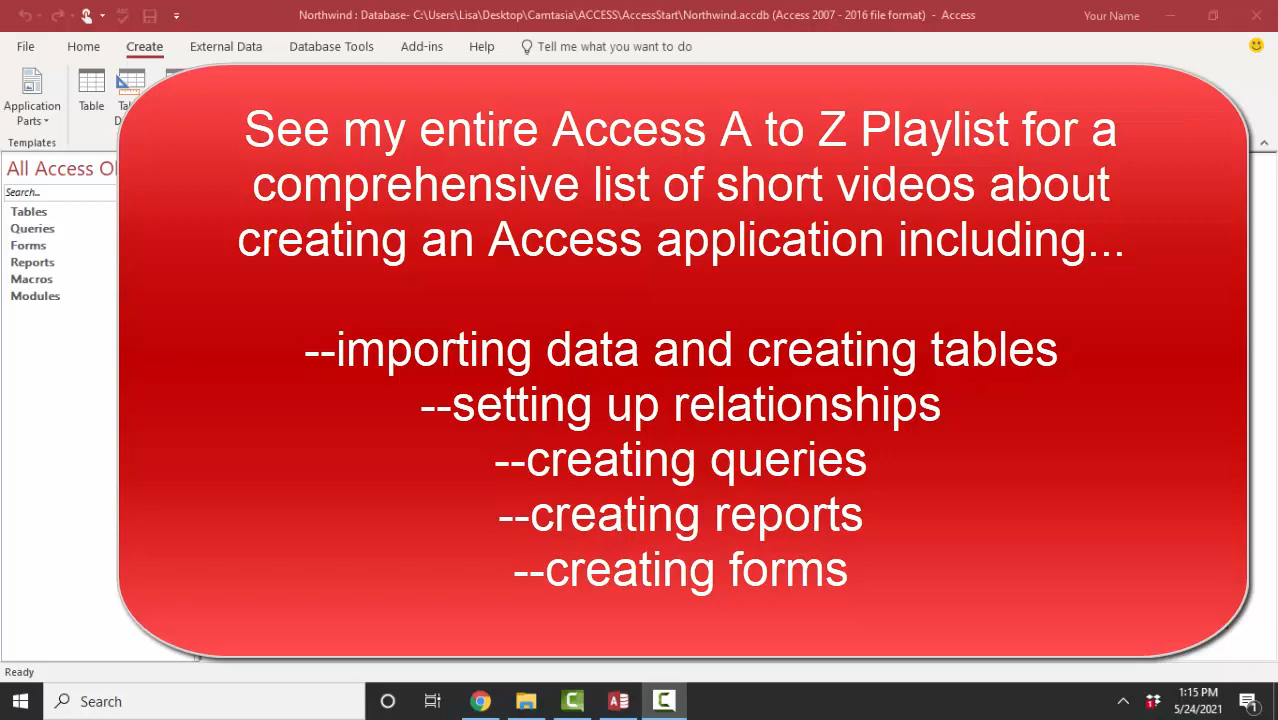 Northwind : Database- C:\Users\Lisa\Desktop\Camtasia\ACCESS\AccessStart\Northwind.accdb (Access 2007 - 2016 file format) - Access
Your Name
File Home Create External Data Database Tools Add-ins Help Tell me what you want to do
Application
Parts
Table
Templates
All Access
Search...
Tables
Queries
Forms
Reports
Macros
Modules
See my entire Access A to Z Playlist for a
comprehensive list of short videos about
creating an Access application including...
--importing data and creating tables
--setting up relationships
--creating queries
--creating reports
--creating forms
Ready
Search
1:15 PM
5/24/2021
1